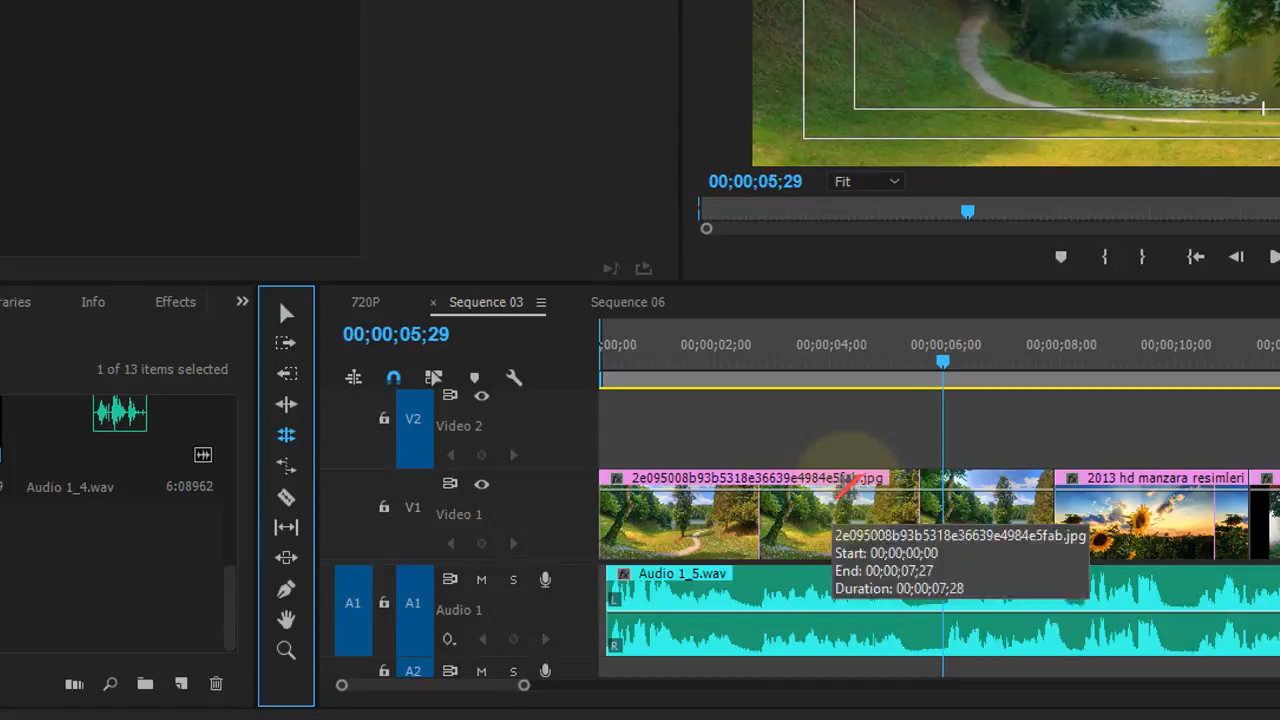 00;00;05;29
Fit
raries
Info
Effects
720P
Sequence 03
Sequence 06
00;00;05;29
1 of 13 items selected
;00;00
00;00;02;00
00;00;04;00
00;00;06;00
00;00;08;00
00;00;10;00
00;0
V2
Video 2
2e095008b93b5318e36639e4984e5fab.jpg
2013 hd manzara resimleri
9
Audio 1_4.wav
6:08962
V1
Video 1
2e095008b93b5318e36639e4984e5fab.jpg
Start: 00;00;00;00
End: 00;00;07;27
Duration: 00;00;07;28
Audio 1_5.wav
A1
A1
M
S
Audio 1
L
R
A2
M
S